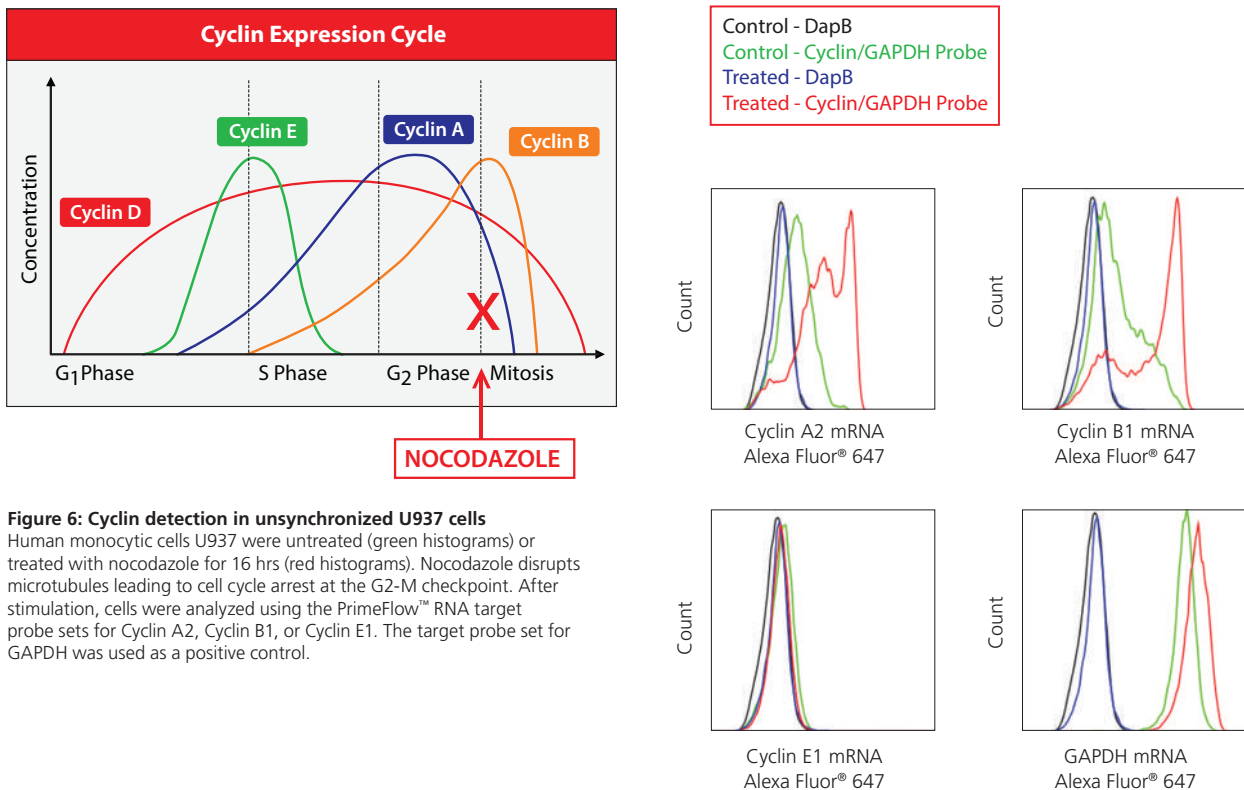 Cyclin Expression Cycle
Concentration
Cyclin D
Cyclin E
Cyclin A
Cyclin B
X
G1 Phase
S Phase
G2 Phase
Mitosis
NOCODAZOLE
Figure 6: Cyclin detection in unsynchronized U937 cells
Human monocytic cells U937 were untreated (green histograms) or
treated with nocodazole for 16 hrs (red histograms). Nocodazole disrupts
microtubules leading to cell cycle arrest at the G2-M checkpoint. After
stimulation, cells were analyzed using the PrimeFlow™ RNA target
probe sets for Cyclin A2, Cyclin B1, or Cyclin E1. The target probe set for
GAPDH was used as a positive control.
Control - DapB
Control - Cyclin/GAPDH Probe
Treated - DapB
Treated - Cyclin/GAPDH Probe
Count
Cyclin A2 mRNA
Alexa Fluor® 647
Count
Cyclin B1 mRNA
Alexa Fluor® 647
Count
Cyclin E1 mRNA
Alexa Fluor® 647
Count
GAPDH mRNA
Alexa Fluor® 647